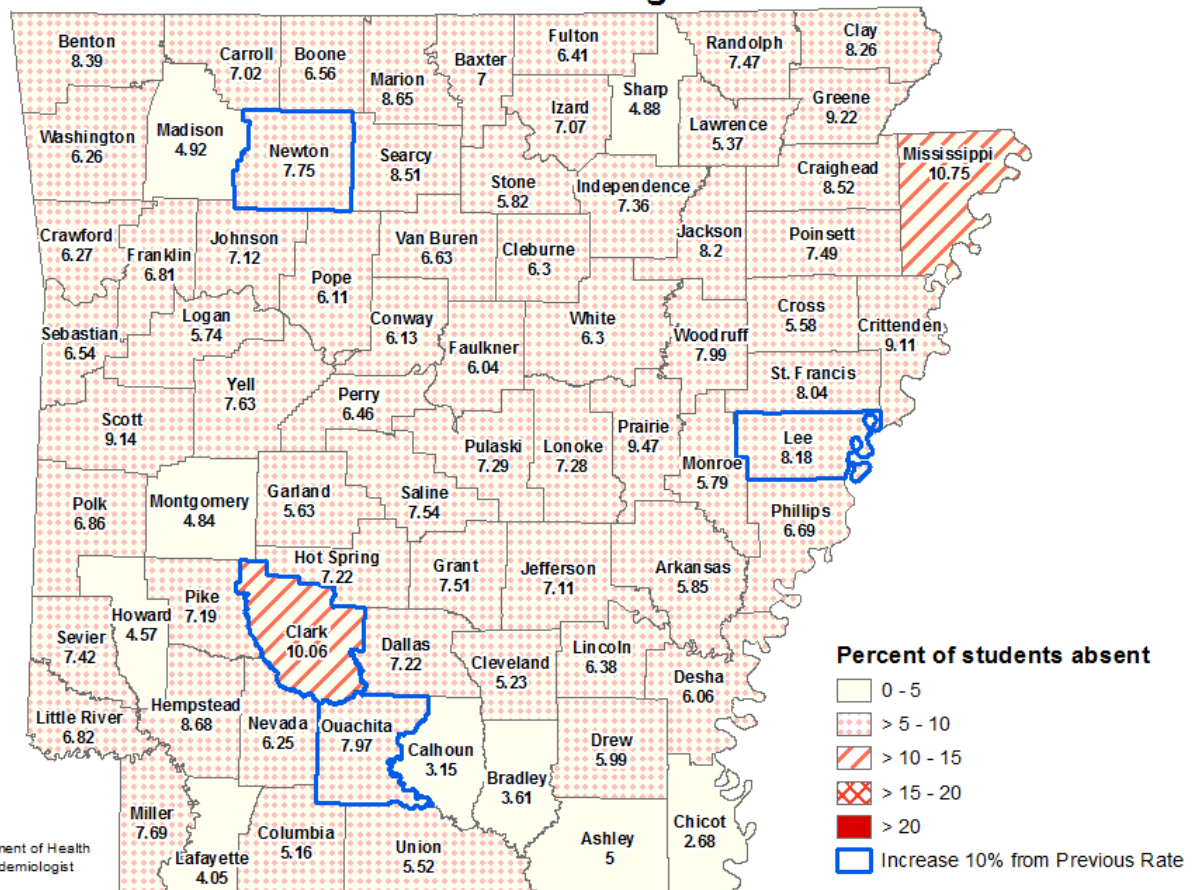 Benton
8.39
Carroll
7.02
Boone
6.56
Marion
8.65
Baxter
7
Fulton
6.41
Randolph
7.47
Clay
8.26
Sharp
4.88
Izard
7.07
Greene
9.22
Lawrence
5.37
Washington
6.26
Madison
4.92
Newton
7.75
Searcy
8.51
Stone
5.82
Independence
7.36
Craighead
8.52
Mississippi
10.75
Crawford
6.27
Franklin
6.81
Johnson
7.12
Pope
6.11
Van Buren
6.63
Cleburne
6.3
Jackson
8.2
Poinsett
7.49
Sebastian
6.54
Logan
5.74
Conway
6.13
Faulkner
6.04
White
6.3
Woodruff
7.99
Cross
5.58
Crittenden
9.11
St. Francis
8.04
Scott
9.14
Yell
7.63
Perry
6.46
Pulaski
7.29
Lonoke
7.28
Prairie
9.47
Monroe
5.79
Lee
8.18
Phillips
6.69
Polk
6.86
Montgomery
4.84
Garland
5.63
Saline
7.54
Hot Spring
7.22
Grant
7.51
Jefferson
7.11
Arkansas
5.85
Sevier
7.42
Howard
4.57
Pike
7.19
Clark
10.06
Dallas
7.22
Cleveland
5.23
Lincoln
6.38
Desha
6.06
Little River
6.82
Hempstead
8.68
Nevada
6.25
Ouachita
7.97
Calhoun
3.15
Bradley
3.61
Drew
5.99
Miller
7.69
Lafayette
4.05
Columbia
5.16
Union
5.52
Ashley
5
Chicot
2.68
Percent of students absent
0 - 5
> 5 - 10
> 10 - 15
> 15 - 20
> 20
Increase 10% from Previous Rate
ment of Health
demiologist